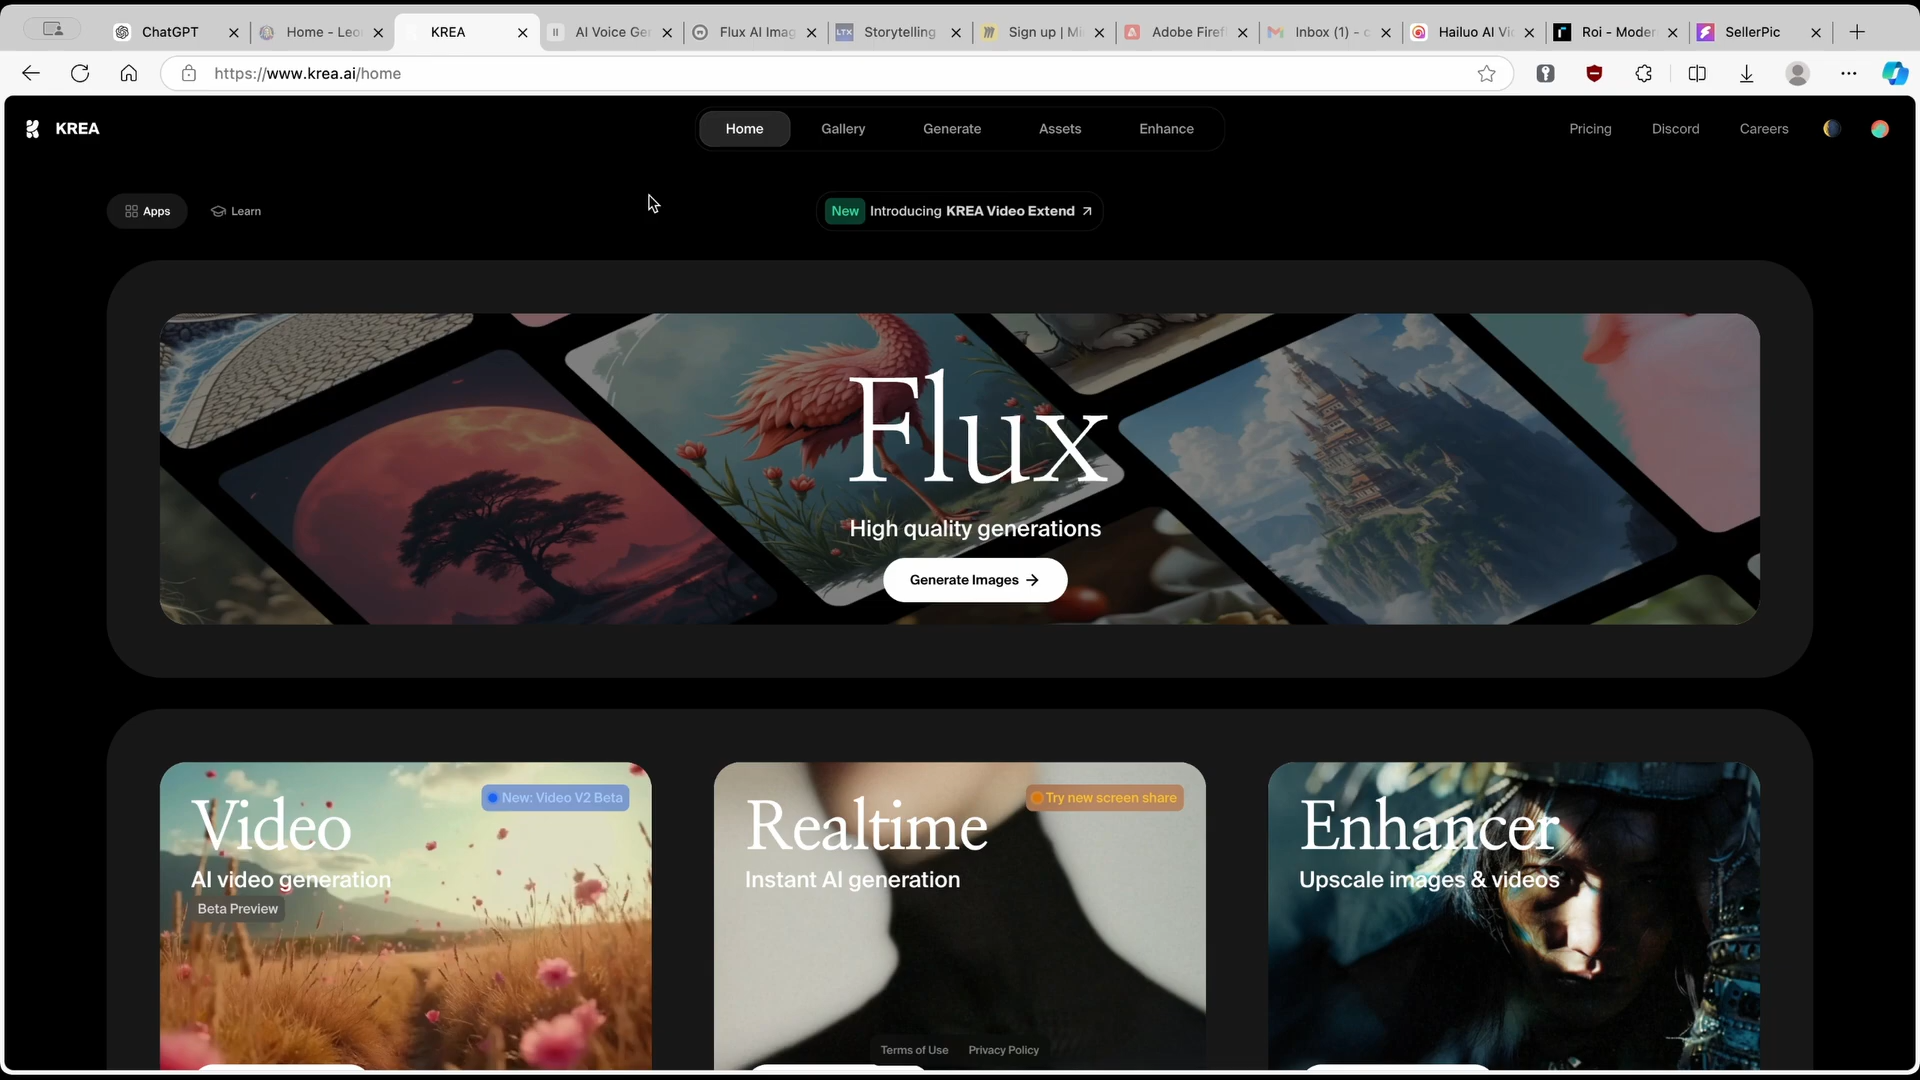 ChatGPT
Home - Leo
KREA
AI Voice Ge
Flux AI Imag
LTX
Storytelling
Sign up | Mi
Adobe Firef
Inbox (1) - c
Hailuo AI Vi
Roi - Moder
SellerPic
https://www.krea.ai/home
KREA
Home
Gallery
Generate
Assets
Enhance
Pricing
Discord
Careers
Apps
Learn
New Introducing KREA Video Extend
Flux
High quality generations
Generate Images
Video
New: Video V2 Beta
AI video generation
Beta Preview
Realtime
Try new screen share
Instant AI generation
Enhancer
Upscale images & videos
Terms of Use
Privacy Policy